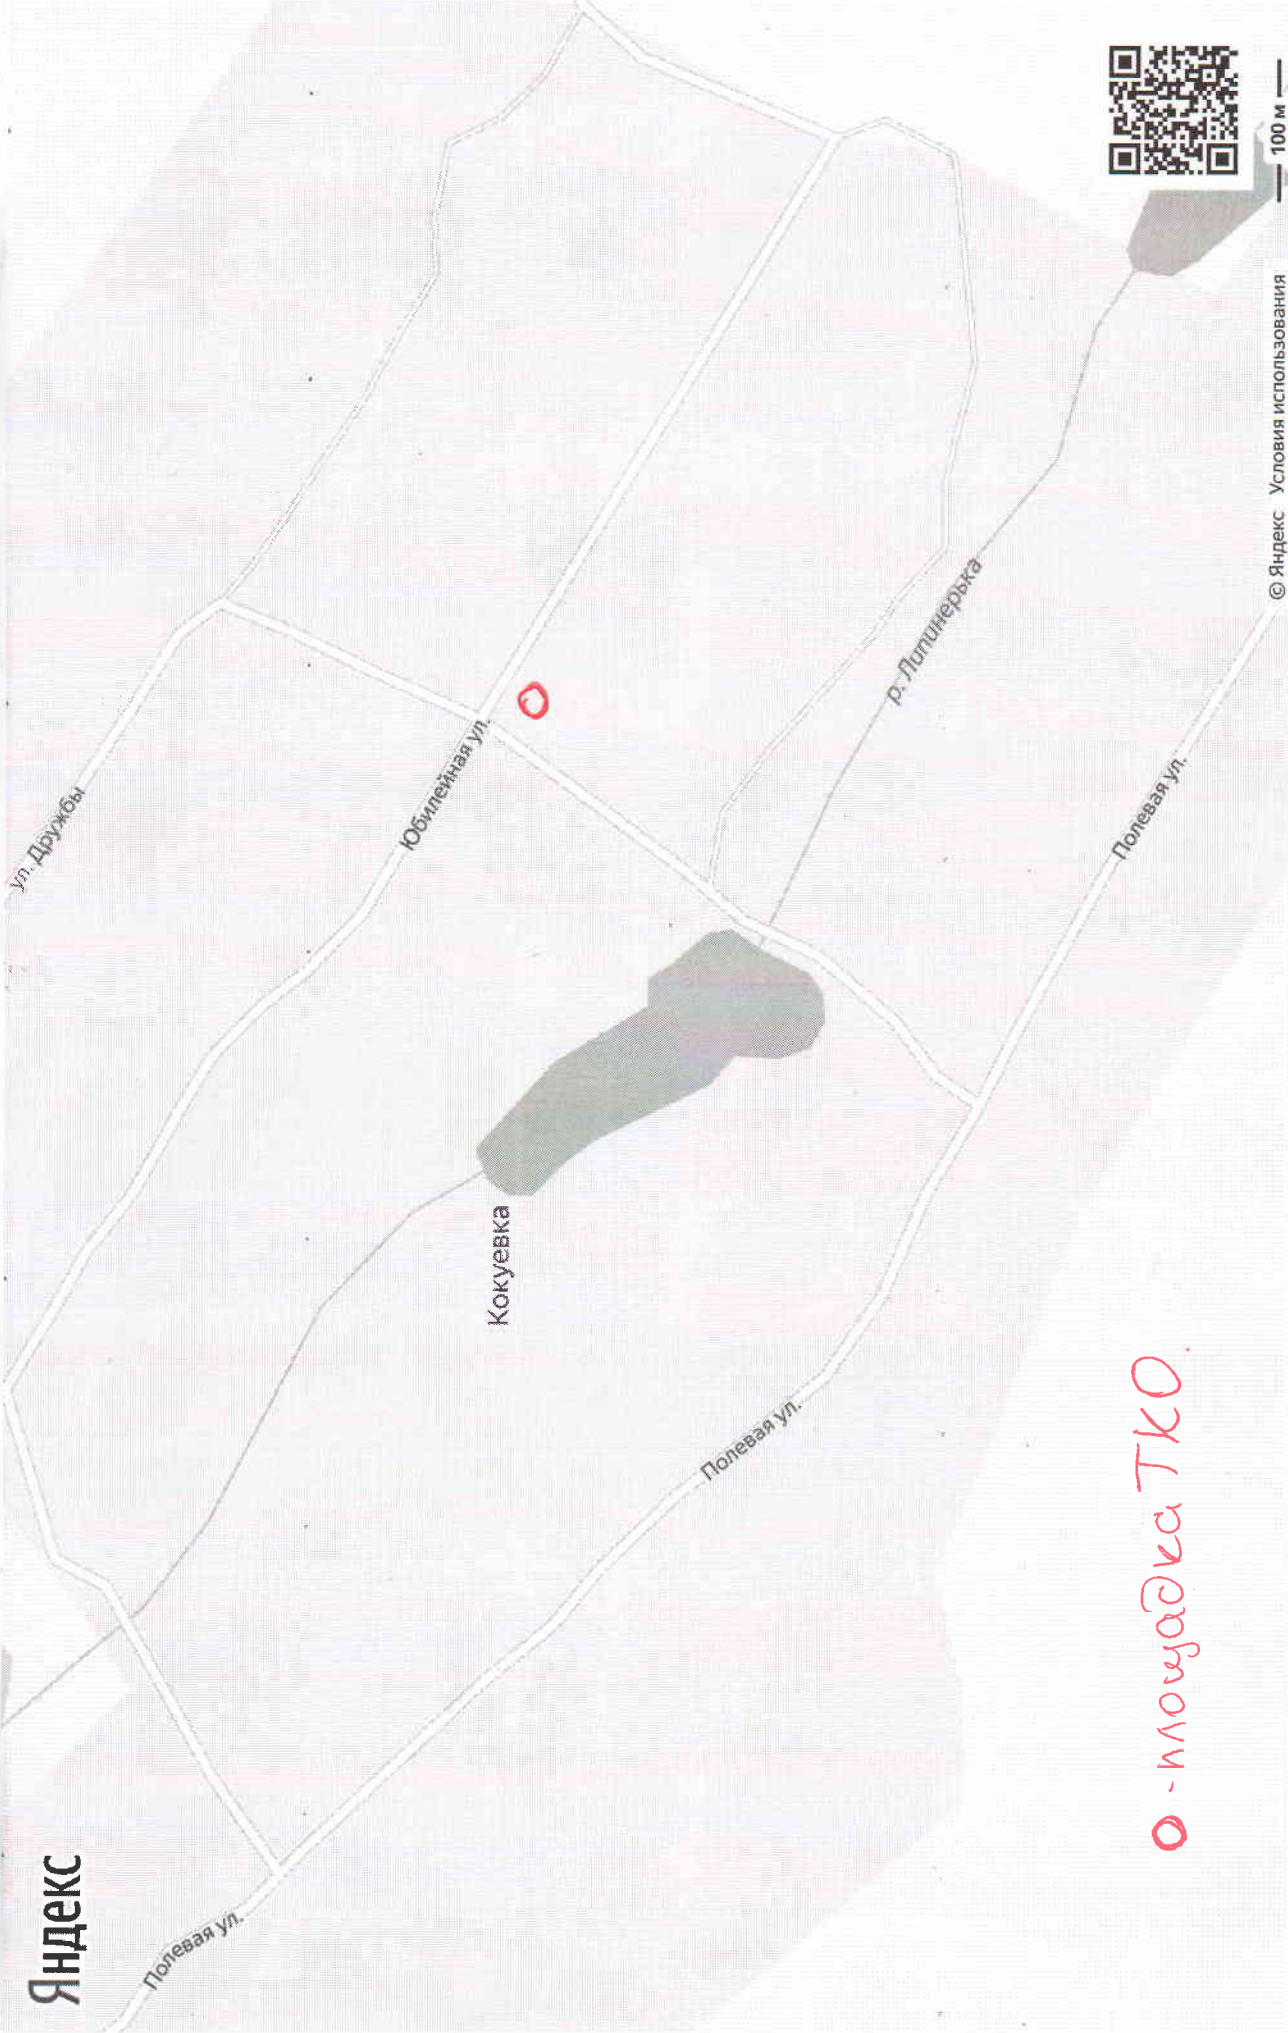 Яндекс
Полевая ул.
ул. Дружбы
Юбилейная ул.
Кокуевка
Полевая ул.
р. Липинерька
Полевая ул.
О - площадка ТКО
© Яндекс Условия использования
100 м